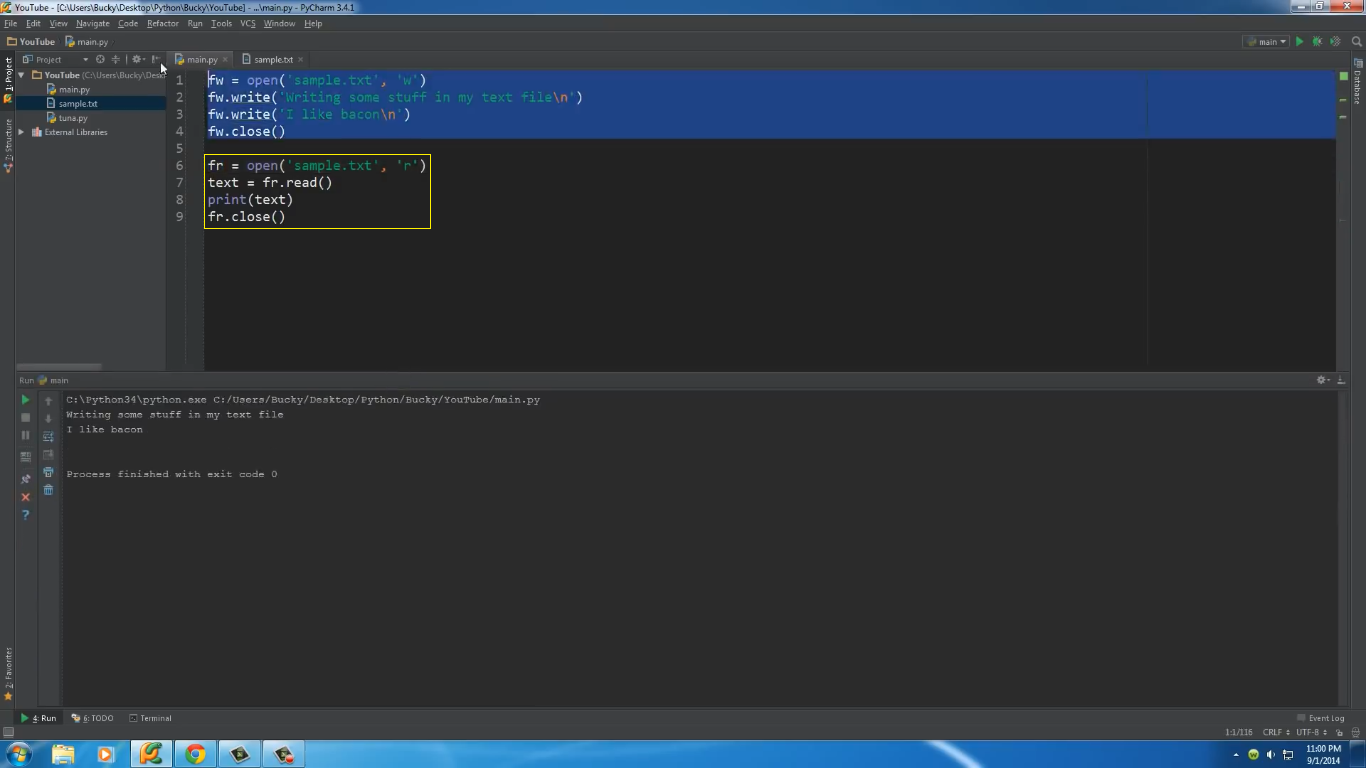 YouTube - [C:\Users\Bucky\Desktop\Python\Bucky\YouTube] - ...\main.py - PyCharm 3.4.1
File Edit View Navigate Code Refactor Run Tools VCS Window Help
YouTube main.py
main
Project
main.py
sample.txt
1: Project
2: Structure
2: Favorites
Database
YouTube (C:\Users\Bucky\Desk
main.py
sample.txt
tuna.py
External Libraries
1 fw = open('sample.txt', 'w')
2 fw.write('Writing some stuff in my text file\n')
3 fw.write('I like bacon\n')
4 fw.close()
5
6 fr = open('sample.txt', 'r')
7 text = fr.read()
8 print(text)
9 fr.close()
Run main
C:\Python34\python.exe C:/Users/Bucky/Desktop/Python/Bucky/YouTube/main.py
Writing some stuff in my text file
I like bacon
Process finished with exit code 0
4: Run 6: TODO Terminal
Event Log
1:1/116 CRLF UTF-8
11:00 PM
9/1/2014